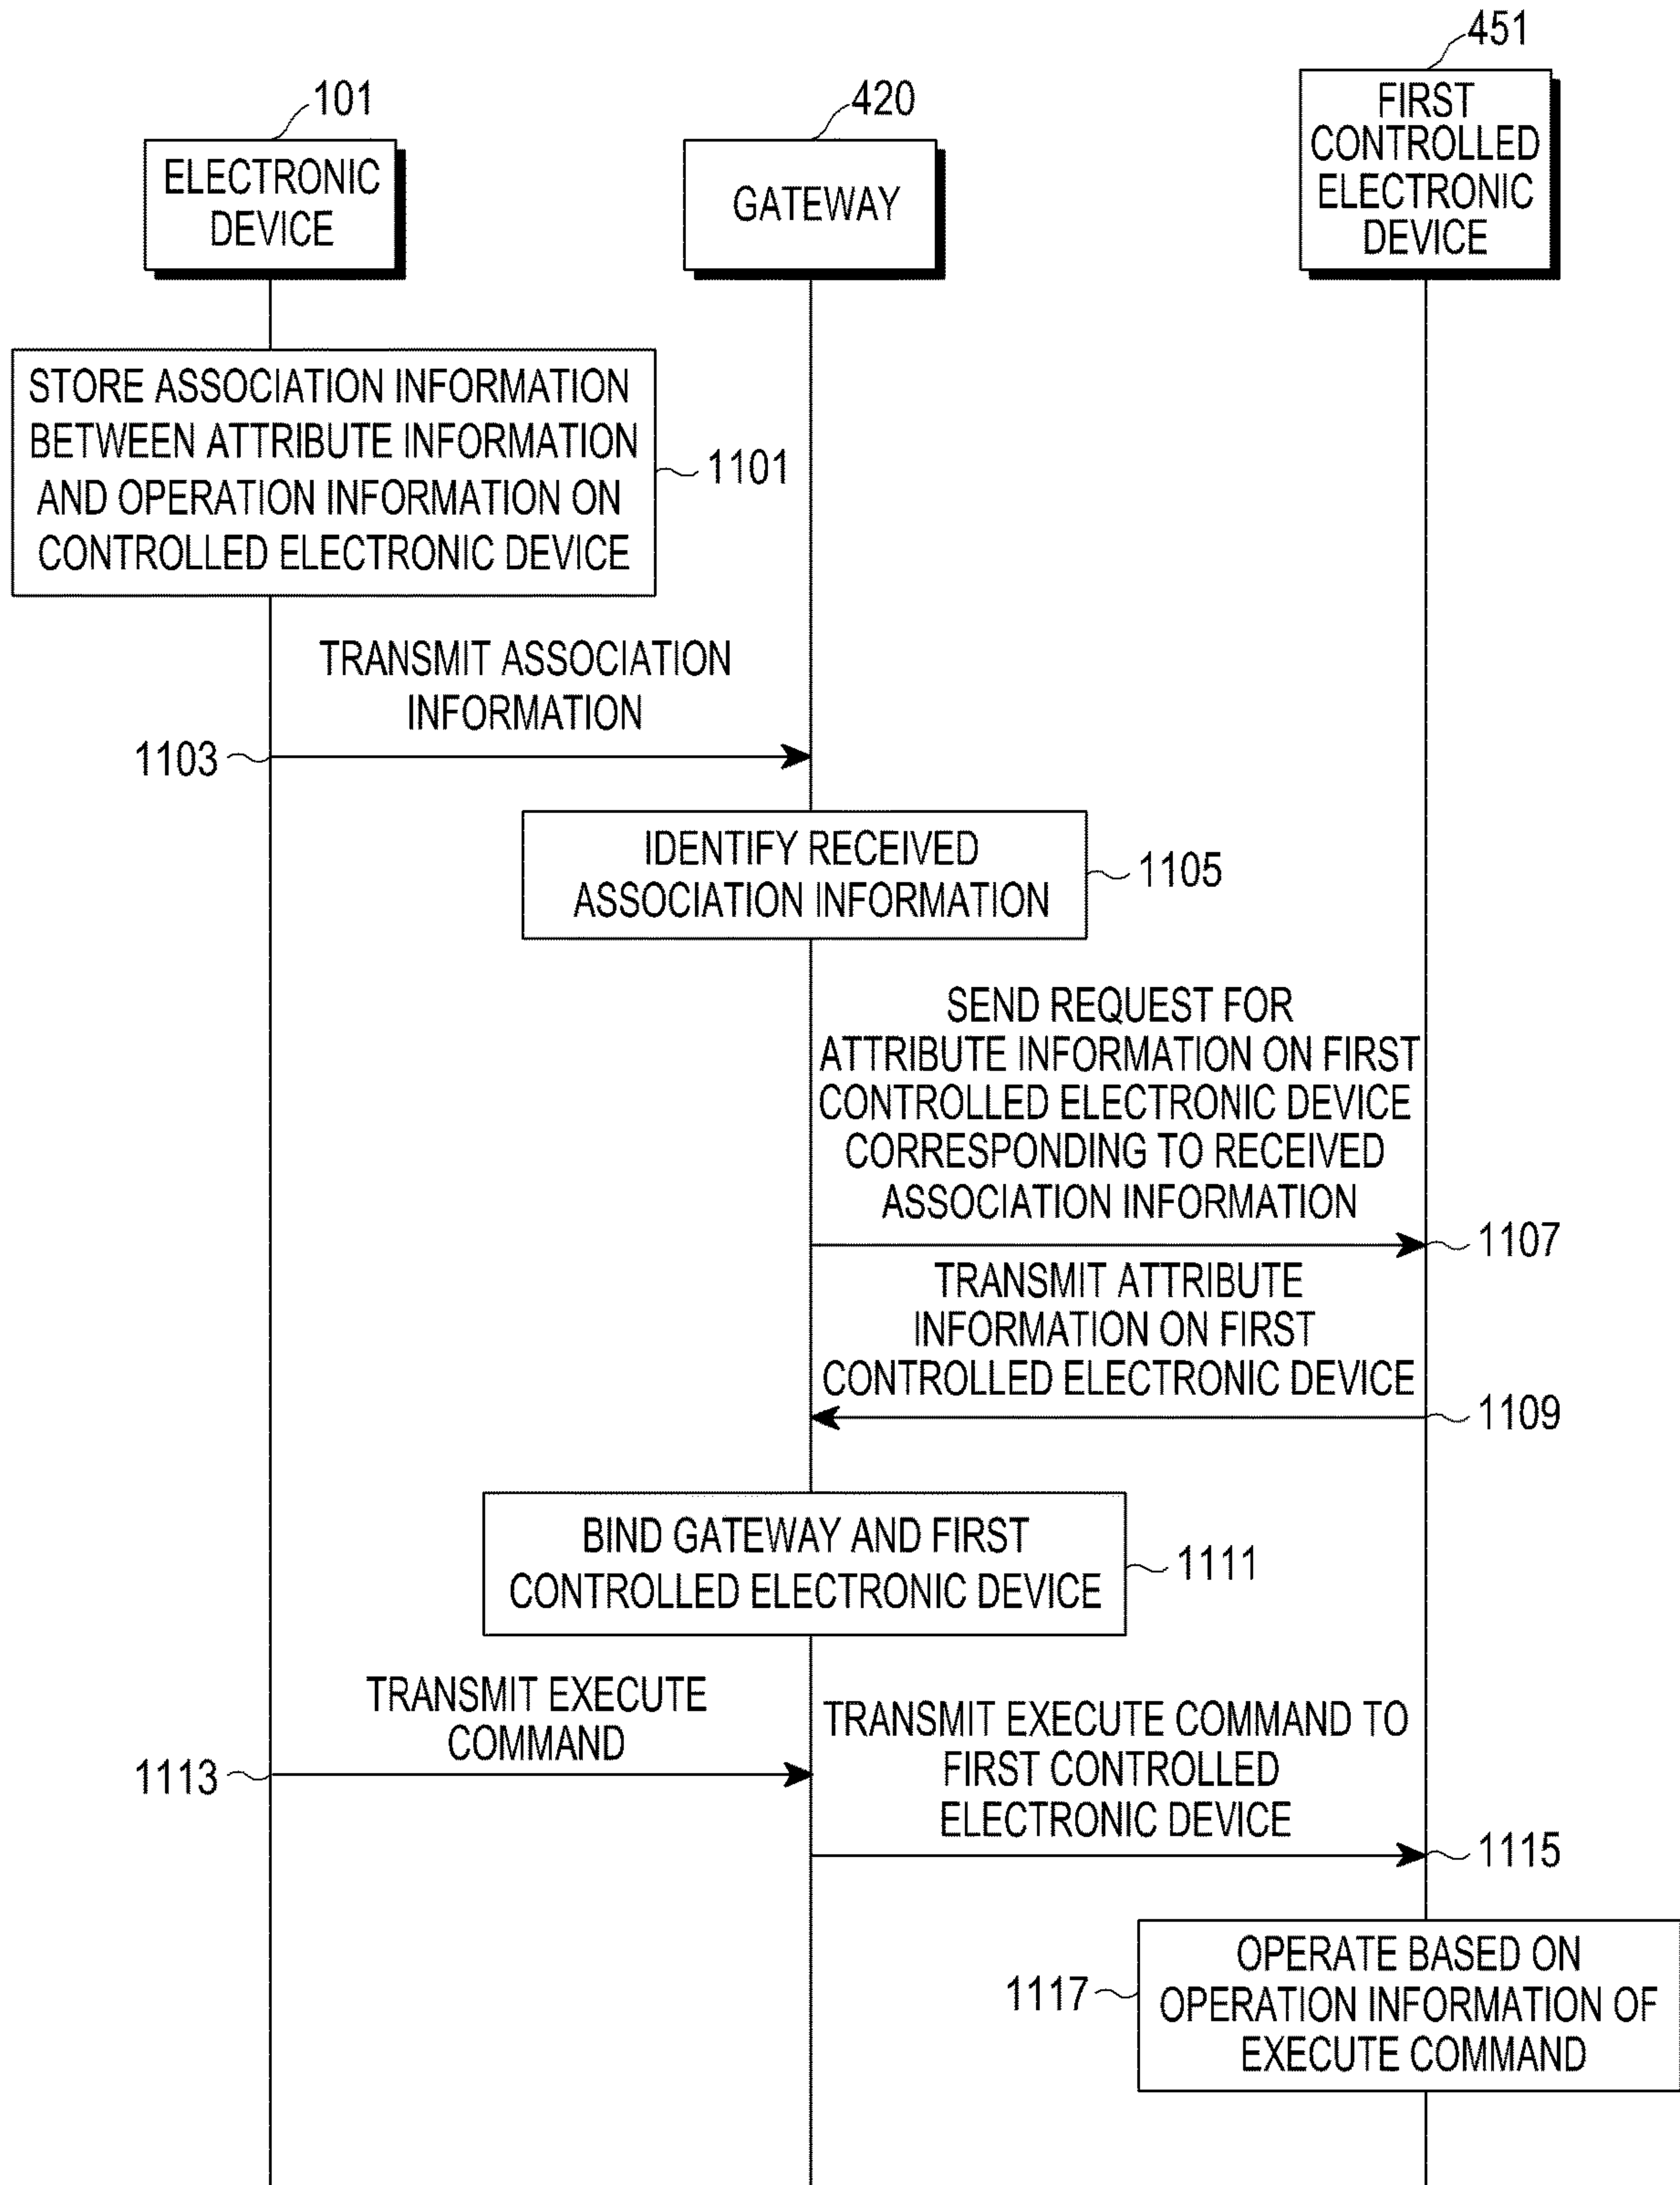 101
ELECTRONIC
DEVICE
420
GATEWAY
451
FIRST
CONTROLLED
ELECTRONIC
DEVICE
STORE ASSOCIATION INFORMATION
BETWEEN ATTRIBUTE INFORMATION
AND OPERATION INFORMATION ON
CONTROLLED ELECTRONIC DEVICE
1101
TRANSMIT ASSOCIATION
INFORMATION
1103
IDENTIFY RECEIVED
ASSOCIATION INFORMATION
1105
SEND REQUEST FOR
ATTRIBUTE INFORMATION ON FIRST
CONTROLLED ELECTRONIC DEVICE
CORRESPONDING TO RECEIVED
ASSOCIATION INFORMATION
1107
TRANSMIT ATTRIBUTE
INFORMATION ON FIRST
CONTROLLED ELECTRONIC DEVICE
1109
BIND GATEWAY AND FIRST
CONTROLLED ELECTRONIC DEVICE
1111
TRANSMIT EXECUTE
COMMAND
1113
TRANSMIT EXECUTE COMMAND TO
FIRST CONTROLLED
ELECTRONIC DEVICE
1115
OPERATE BASED ON
OPERATION INFORMATION OF
EXECUTE COMMAND
1117